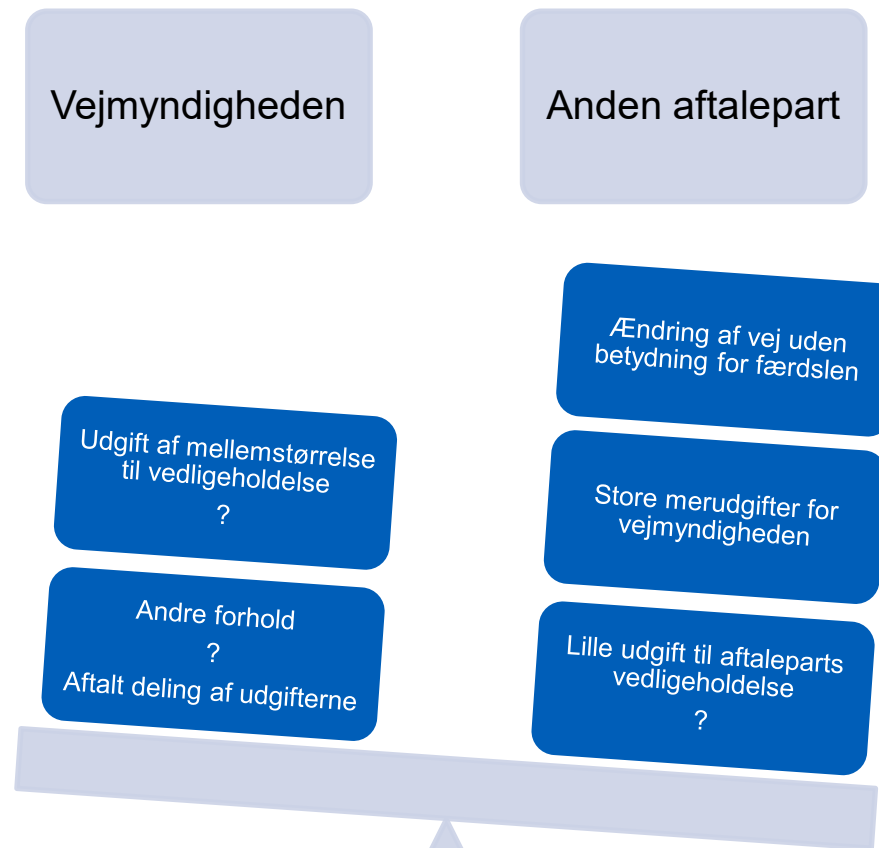 Vejmyndigheden
Anden aftalepart
Udgift af mellemstørrelse
til vedligeholdelse
?
Andre forhold
?
Aftalt deling af udgifterne
Ændring af vej uden
betydning for færdslen
Store merudgifter for
vejmyndigheden
Lille udgift til aftaleparts
vedligeholdelse
?